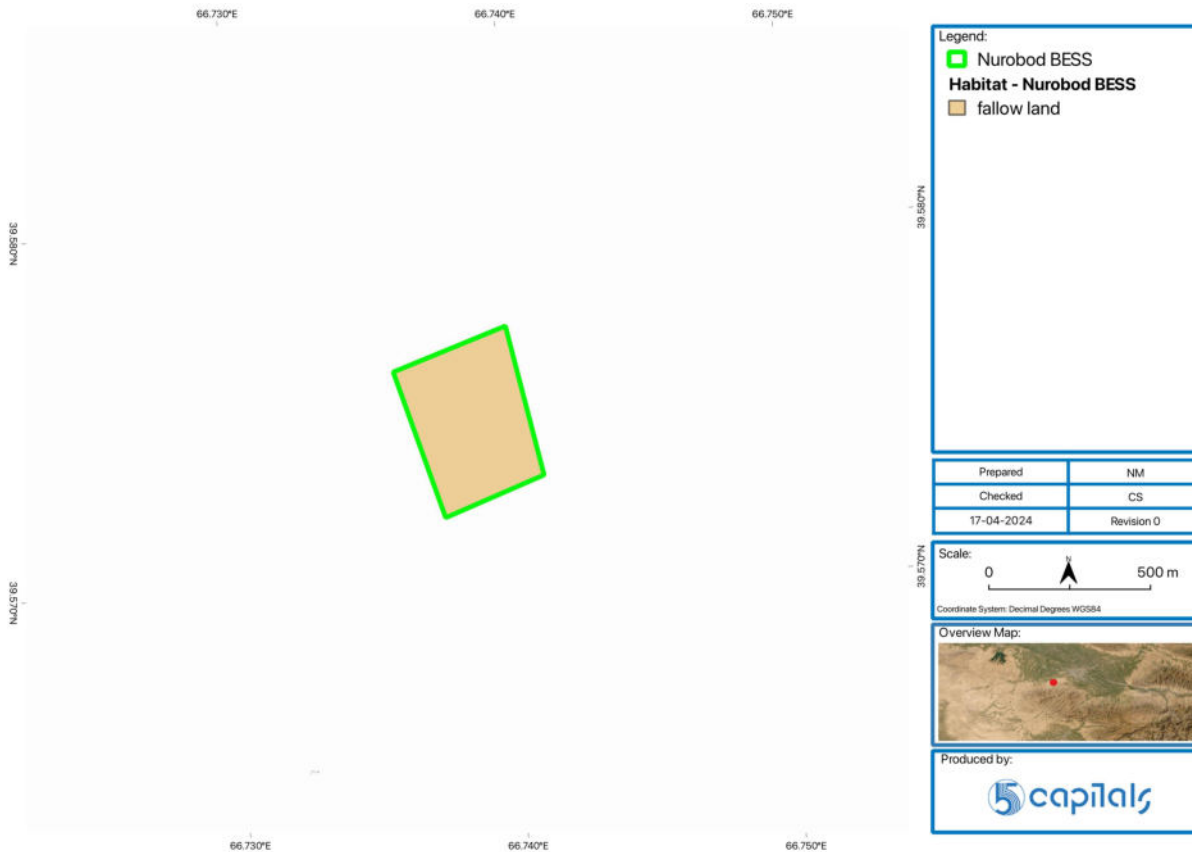 66.730°E 66.740°E 66.750°E
39.580°N
39.570°N
39.580°N
39.570°N
66.730°E 66.740°E 66.750°E
Legend:
Nurobod BESS
Habitat - Nurobod BESS
fallow land
Prepared NM
Checked CS
17-04-2024 Revision 0
Scale:
N
0 500 m
Coordinate System: Decimal Degrees WGS84
Overview Map:
Produced by:
5 capitals